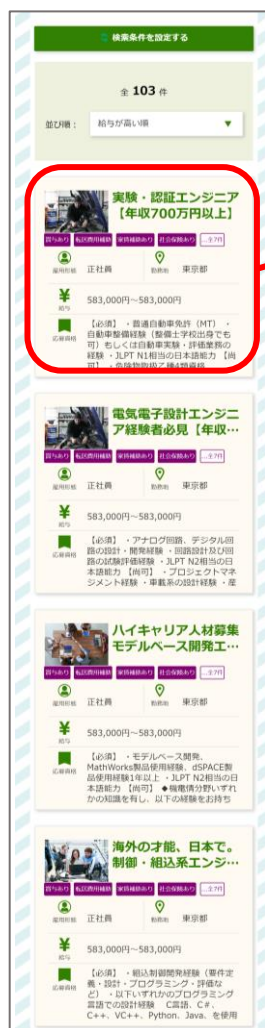 検索条件を設定する
全 103 件
並び順： 給与が高い順 ▼
実験・認証エンジニア
【年収700万円以上】
賞与あり 転居費用補助 家賃補助あり 社会保険あり ...全7件
雇用形態 正社員 勤務地 東京都
¥
給与 583,000円～583,000円
応募資格
【必須】 ・普通自動車免許（MT） ・
自動車整備経験（整備士学校出身でも
可）もしくは自動車実験・評価業務の
経験 ・JLPT N1相当の日本語能力 【尚
可】 ・危険物取扱乙種4類資格
電気電子設計エンジニ
ア経験者必見【年収…
賞与あり 転居費用補助 家賃補助あり 社会保険あり ...全7件
雇用形態 正社員 勤務地 東京都
¥
給与 583,000円～583,000円
応募資格
【必須】 ・アナログ回路、デジタル回
路の設計・開発経験 ・回路設計及び回
路の試験評価経験 ・JLPT N2相当の日
本語能力 【尚可】 ・プロジェクトマネ
ジメント経験 ・車載系の設計経験 ・産
ハイキャリア人材募集
モデルベース開発エ…
賞与あり 転居費用補助 家賃補助あり 社会保険あり ...全7件
雇用形態 正社員 勤務地 東京都
¥
給与 583,000円～583,000円
応募資格
【必須】 ・モデルベース開発、
MathWorks製品使用経験、dSPACE製
品使用経験1年以上 ・JLPT N2相当の日
本語能力 【尚可】 ◆機電情分野いずれ
かの知識を有し、以下の経験をお持ち
海外の才能、日本で。
制御・組込系エンジ…
賞与あり 転居費用補助 家賃補助あり 社会保険あり ...全7件
雇用形態 正社員 勤務地 東京都
¥
給与 583,000円～583,000円
応募資格
【必須】 ・組込制御開発経験（要件定
義・設計・プログラミング・評価な
ど） ・以下いずれかのプログラミング
言語での設計経験 C言語、C#、
C++、VC++、Python、Java、を使用